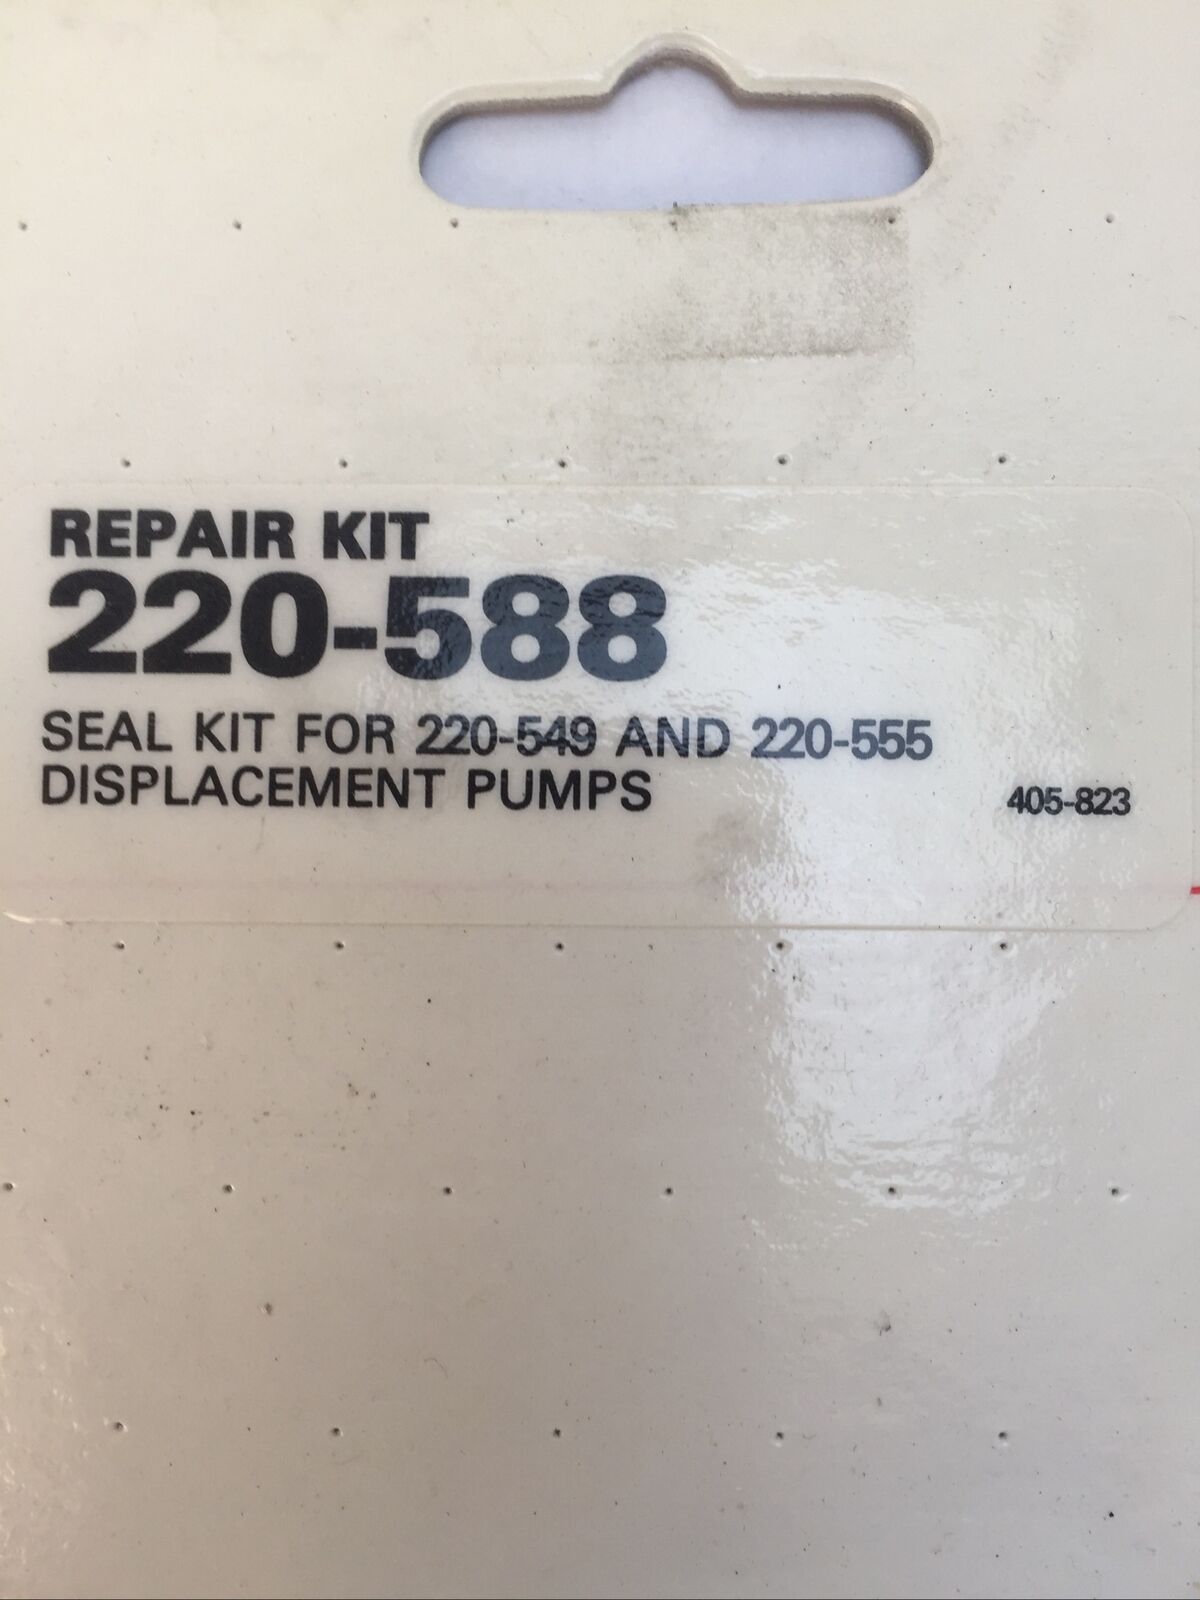 REPAIR KIT
220-588
SEAL KIT FOR 220-549 AND 220-555
DISPLACEMENT PUMPS
405-823